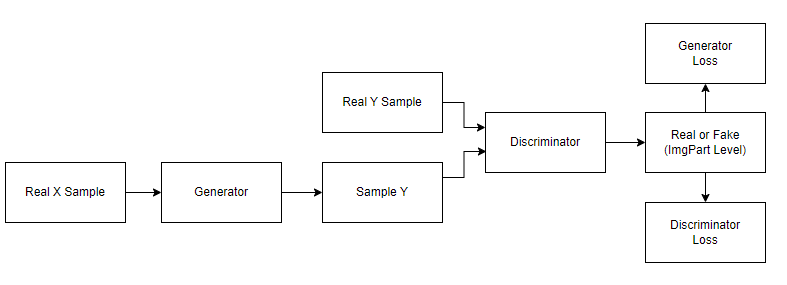 Generator
Loss
Real Y Sample
Discriminator
Real or Fake
(ImgPart Level)
Real X Sample
Generator
Sample Y
Discriminator
Loss